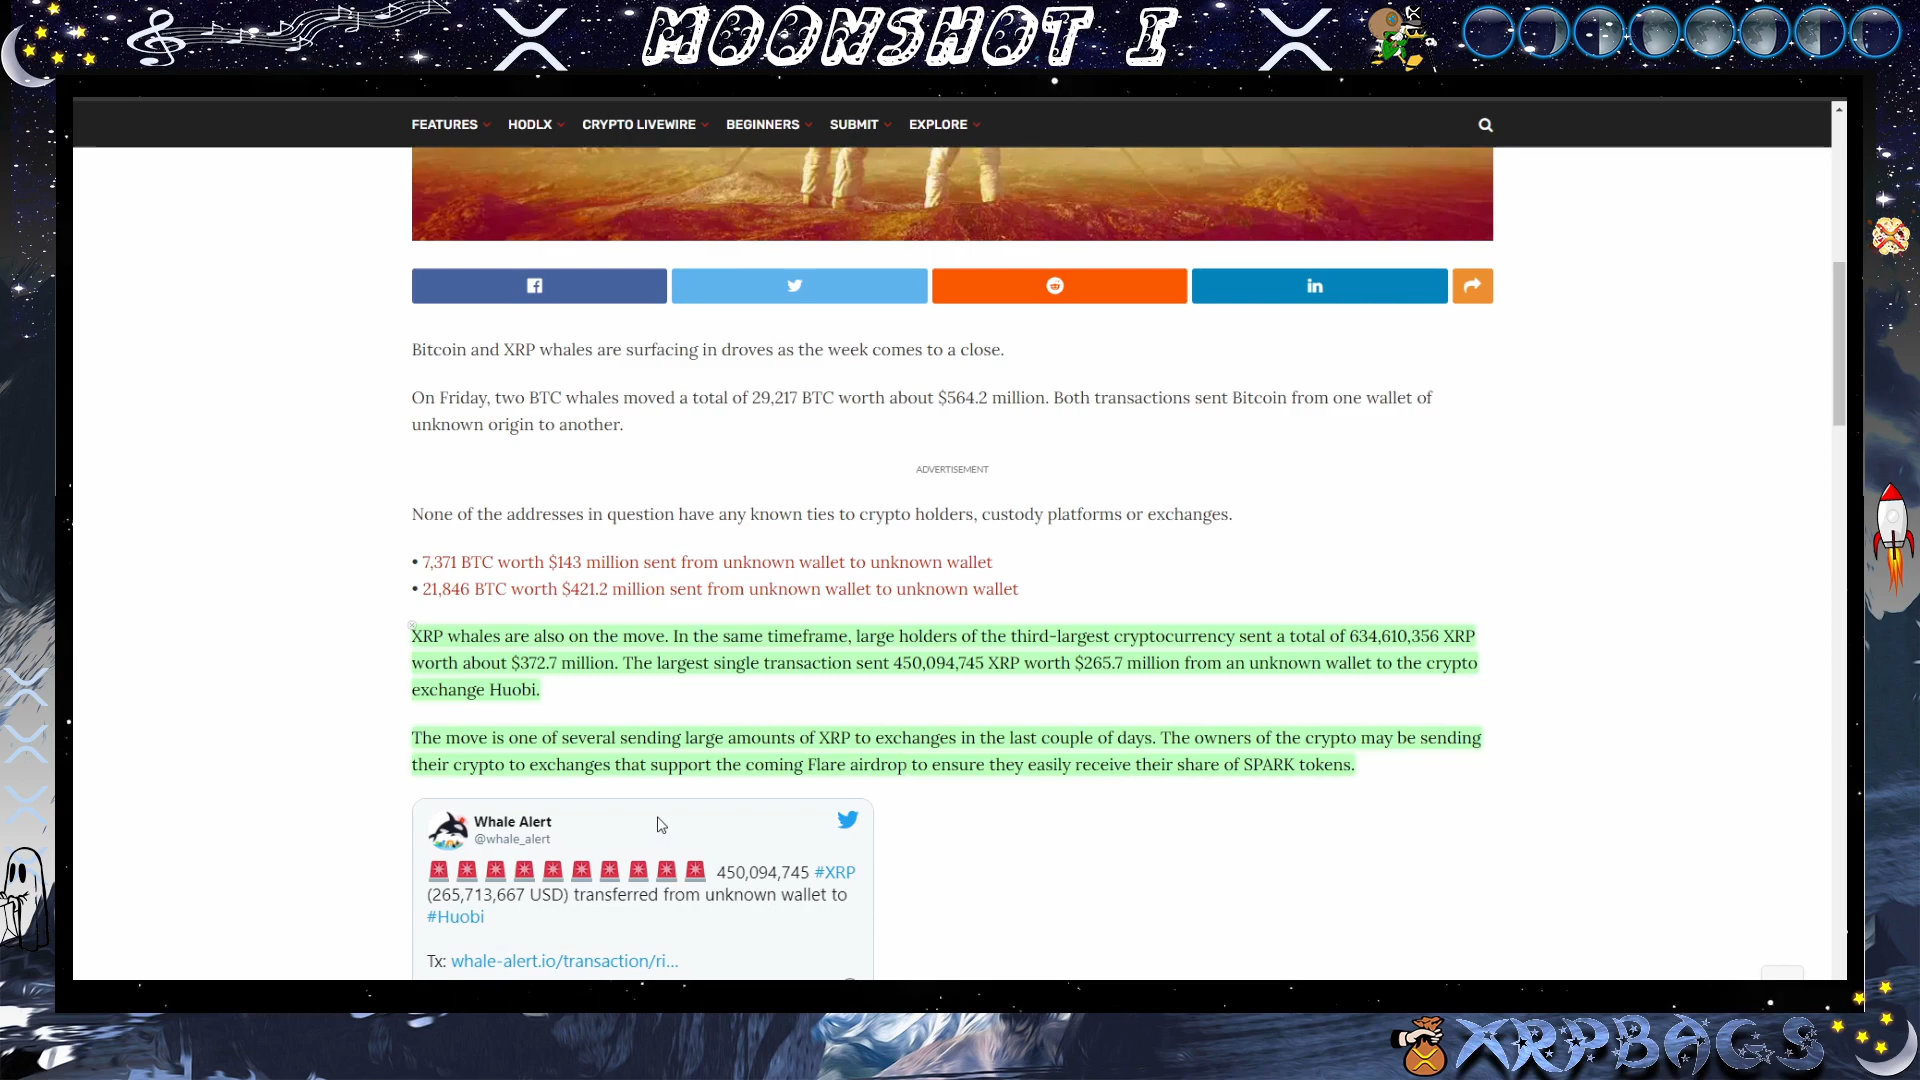 MOONSHOT I
FEATURES HODLX CRYPTO LIVEWIRE BEGINNERS SUBMIT EXPLORE
Bitcoin and XRP whales are surfacing in droves as the week comes to a close.
On Friday, two BTC whales moved a total of 29,217 BTC worth about $564.2 million. Both transactions sent Bitcoin from one wallet of
unknown origin to another.
ADVERTISEMENT
None of the addresses in question have any known ties to crypto holders, custody platforms or exchanges.
• 7,371 BTC worth $143 million sent from unknown wallet to unknown wallet
• 21,846 BTC worth $421.2 million sent from unknown wallet to unknown wallet
XRP whales are also on the move. In the same timeframe, large holders of the third-largest cryptocurrency sent a total of 634,610,356 XRP
worth about $372.7 million. The largest single transaction sent 450,094,745 XRP worth $265.7 million from an unknown wallet to the crypto
exchange Huobi.
The move is one of several sending large amounts of XRP to exchanges in the last couple of days. The owners of the crypto may be sending
their crypto to exchanges that support the coming Flare airdrop to ensure they easily receive their share of SPARK tokens.
Whale Alert
@whale_alert
450,094,745 #XRP
(265,713,667 USD) transferred from unknown wallet to
#Huobi
Tx: whale-alert.io/transaction/ri...
XRPBAGS